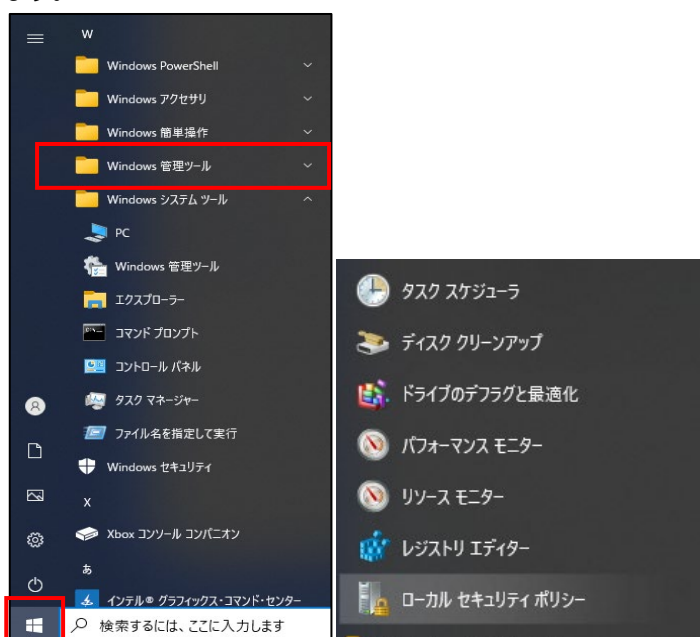 W
Windows PowerShell
Windows アクセサリ
Windows 簡単操作
Windows 管理ツール
Windows システム ツール
PC
Windows 管理ツール
エクスプローラー
コマンド プロンプト
コントロール パネル
タスク マネージャー
ファイル名を指定して実行
Windows セキュリティ
X
Xbox コンソール コンパニオン
あ
インテル® グラフィックス・コマンド・センター
検索するには、ここに入力します
タスク スケジューラ
ディスク クリーンアップ
ドライブのデフラグと最適化
パフォーマンス モニター
リソース モニター
レジストリ エディター
ローカル セキュリティ ポリシー